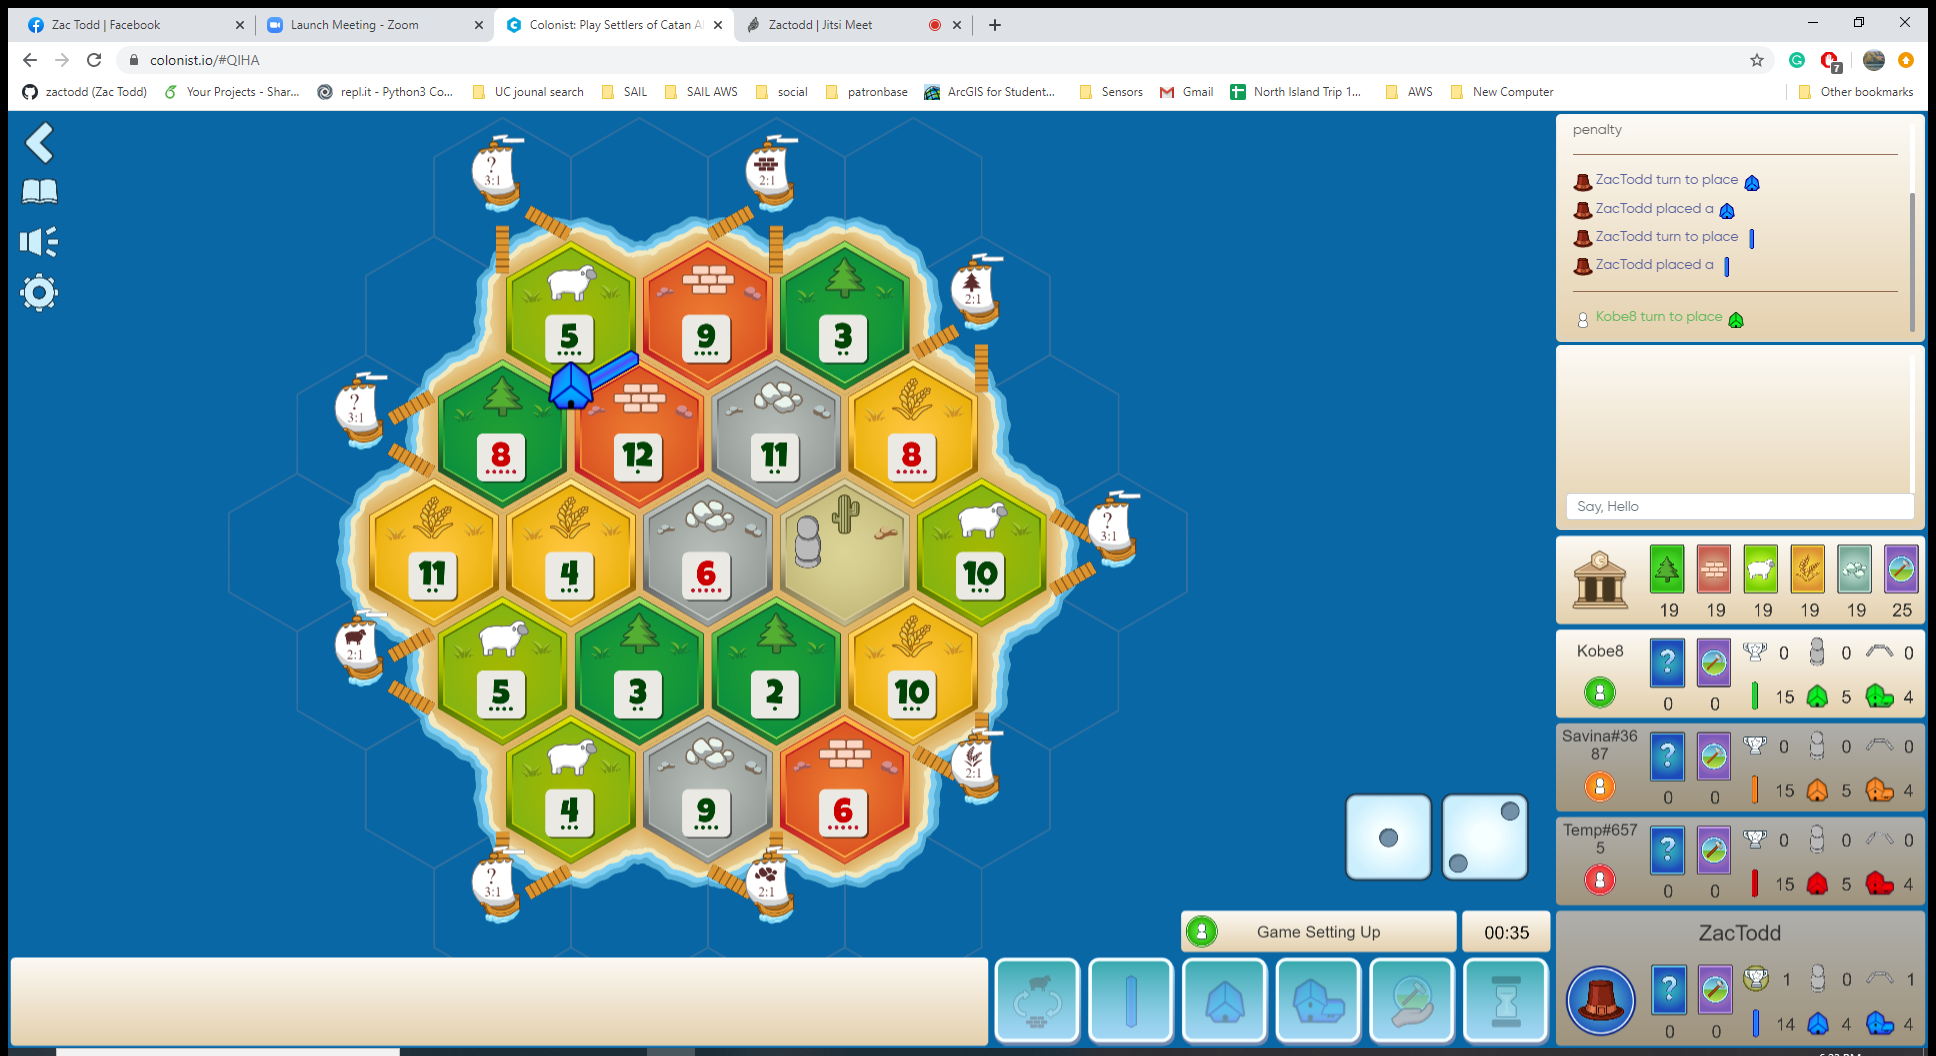 Zac Todd | Facebook
Launch Meeting - Zoom
Colonist: Play Settlers of Catan Al
Zactodd | Jitsi Meet
colonist.io/#QIHA
7
zactodd (Zac Todd)
Your Projects - Shar...
repl.it - Python3 Co...
UC jounal search
SAIL
SAIL AWS
social
patronbase
ArcGIS for Student...
Sensors
Gmail
North Island Trip 1...
AWS
New Computer
Other bookmarks
? 3:1
2:1
2:1
? 3:1
? 3:1
2:1
2:1
? 3:1
2:1
5
9
3
8
12
11
8
11
4
6
10
5
3
2
10
4
9
6
penalty
ZacTodd turn to place
ZacTodd placed a
ZacTodd turn to place
ZacTodd placed a
Kobe8 turn to place
Say, Hello
19 19 19 19 19 25
Kobe8
? 0 0 0
0 0 15 5 4
Savina#36
87
? 0 0 0
0 0 15 5 4
Temp#657
5
? 0 0 0
0 0 15 5 4
Game Setting Up
00:35
ZacTodd
? 1 0 1
0 0 14 4 4